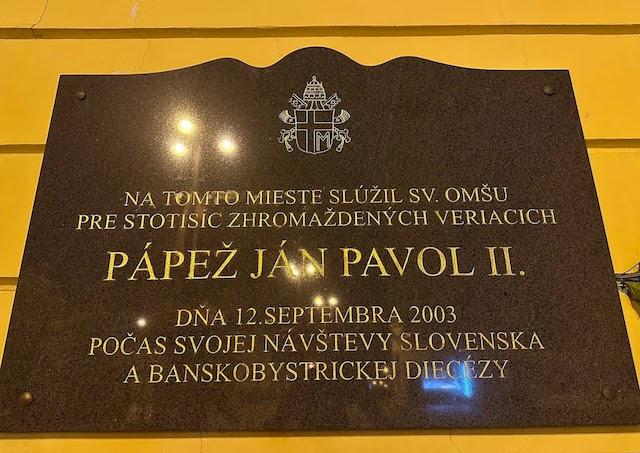 NA TOMTO MIESTE SLÚŽIL SV. OMŠU
PRE STOTISÍC ZHROMAŽDENÝCH VERIACICH
PÁPEŽ JÁN PAVOL II.
DŇA 12.SEPTEMBRA 2003
POČAS SVOJEJ NÁVŠTEVY SLOVENSKA
A BANSKOBYSTRICKEJ DIECÉZY